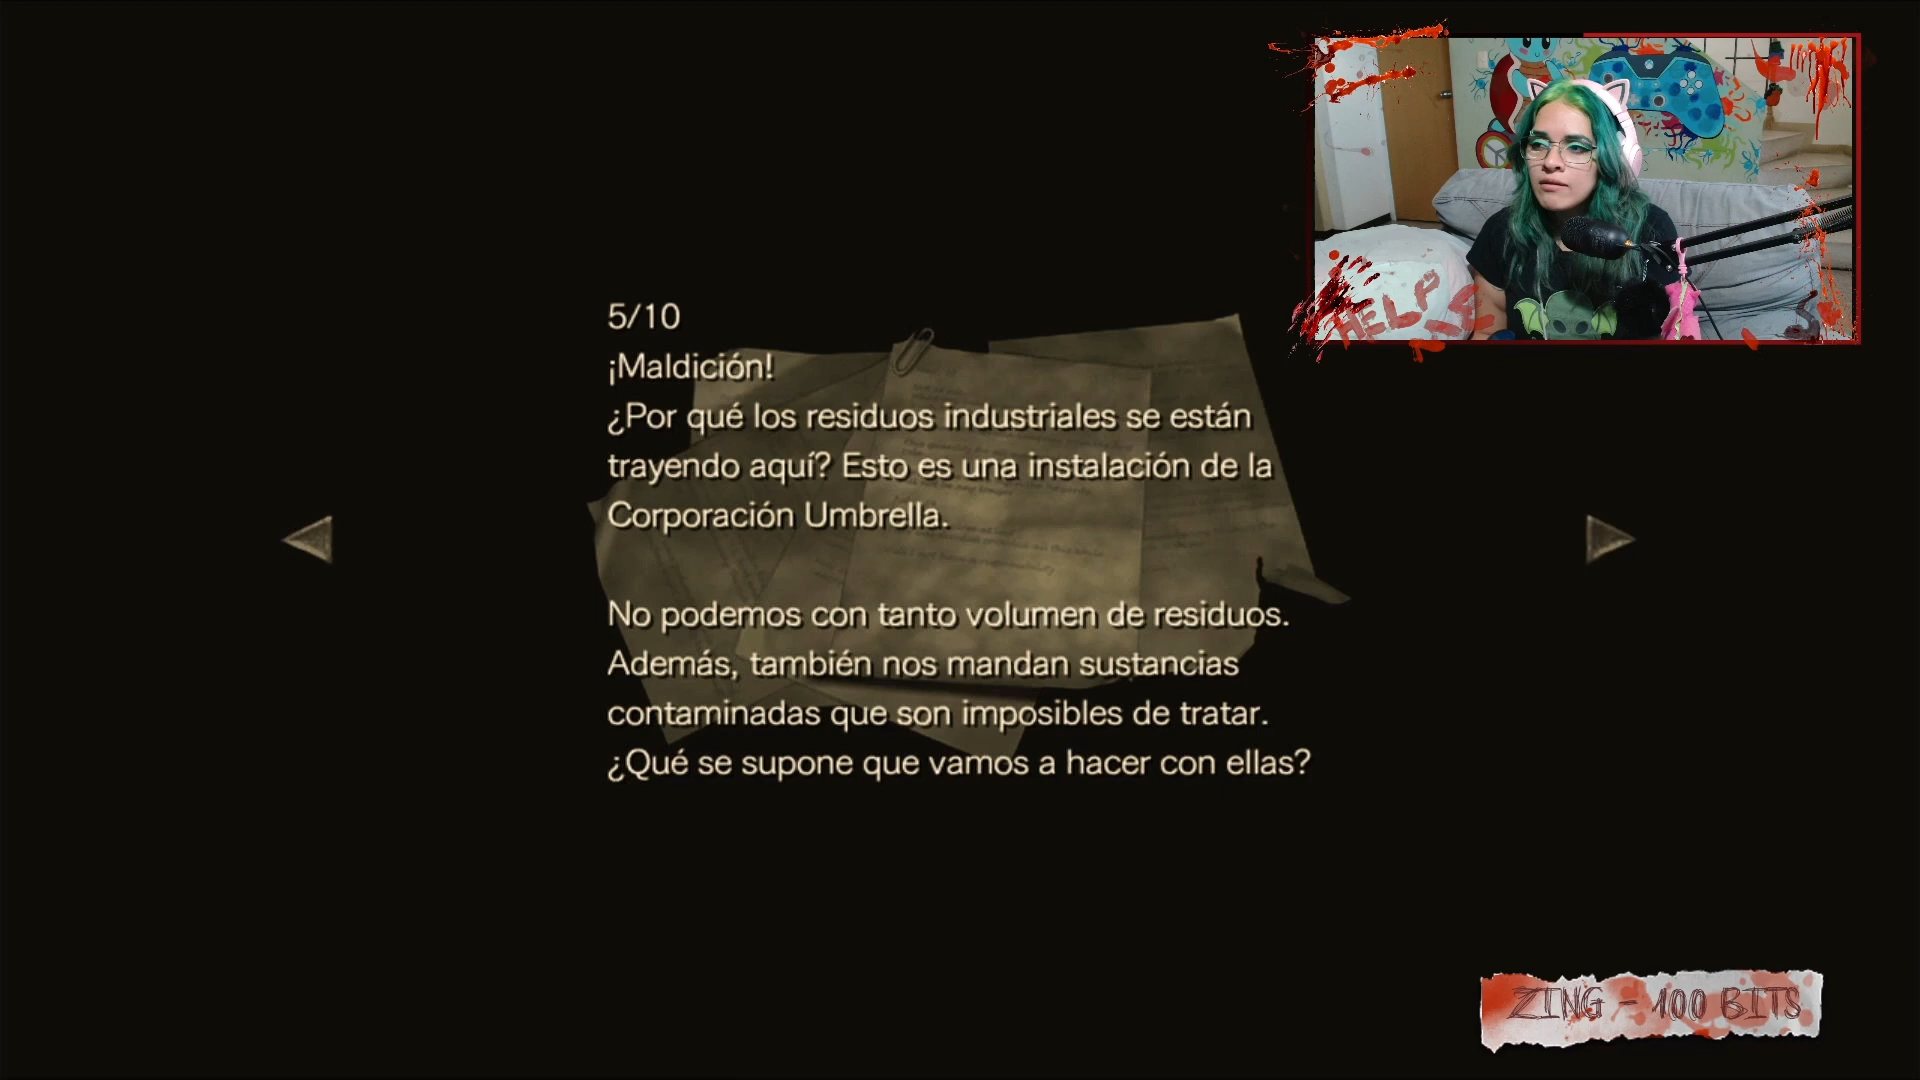 5/10
¡Maldición!
¿Por qué los residuos industriales se están
trayendo aquí? Esto es una instalación de la
Corporación Umbrella.
No podemos con tanto volumen de residuos.
Además, también nos mandan sustancias
contaminadas que son imposibles de tratar.
¿Qué se supone que vamos a hacer con ellas?
HELP
ZING - 100 BITS